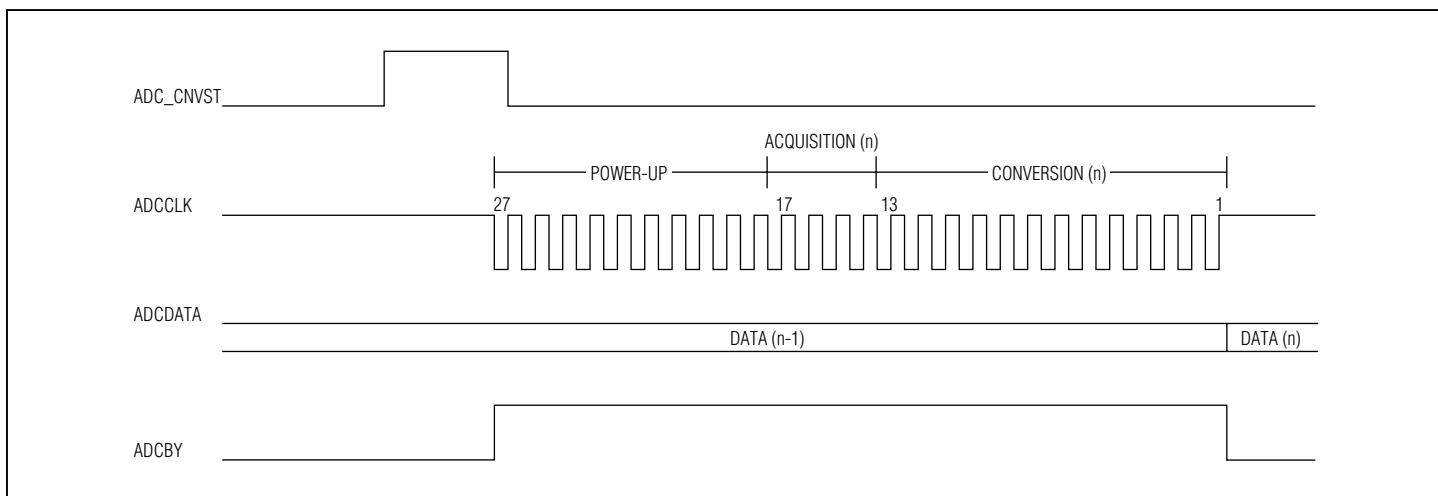 ADC_CNVST
ACQUISITION (n)
POWER-UP
CONVERSION (n)
ADCCLK
27
17
13
1
ADCDATA
DATA (n-1)
DATA (n)
ADCBY